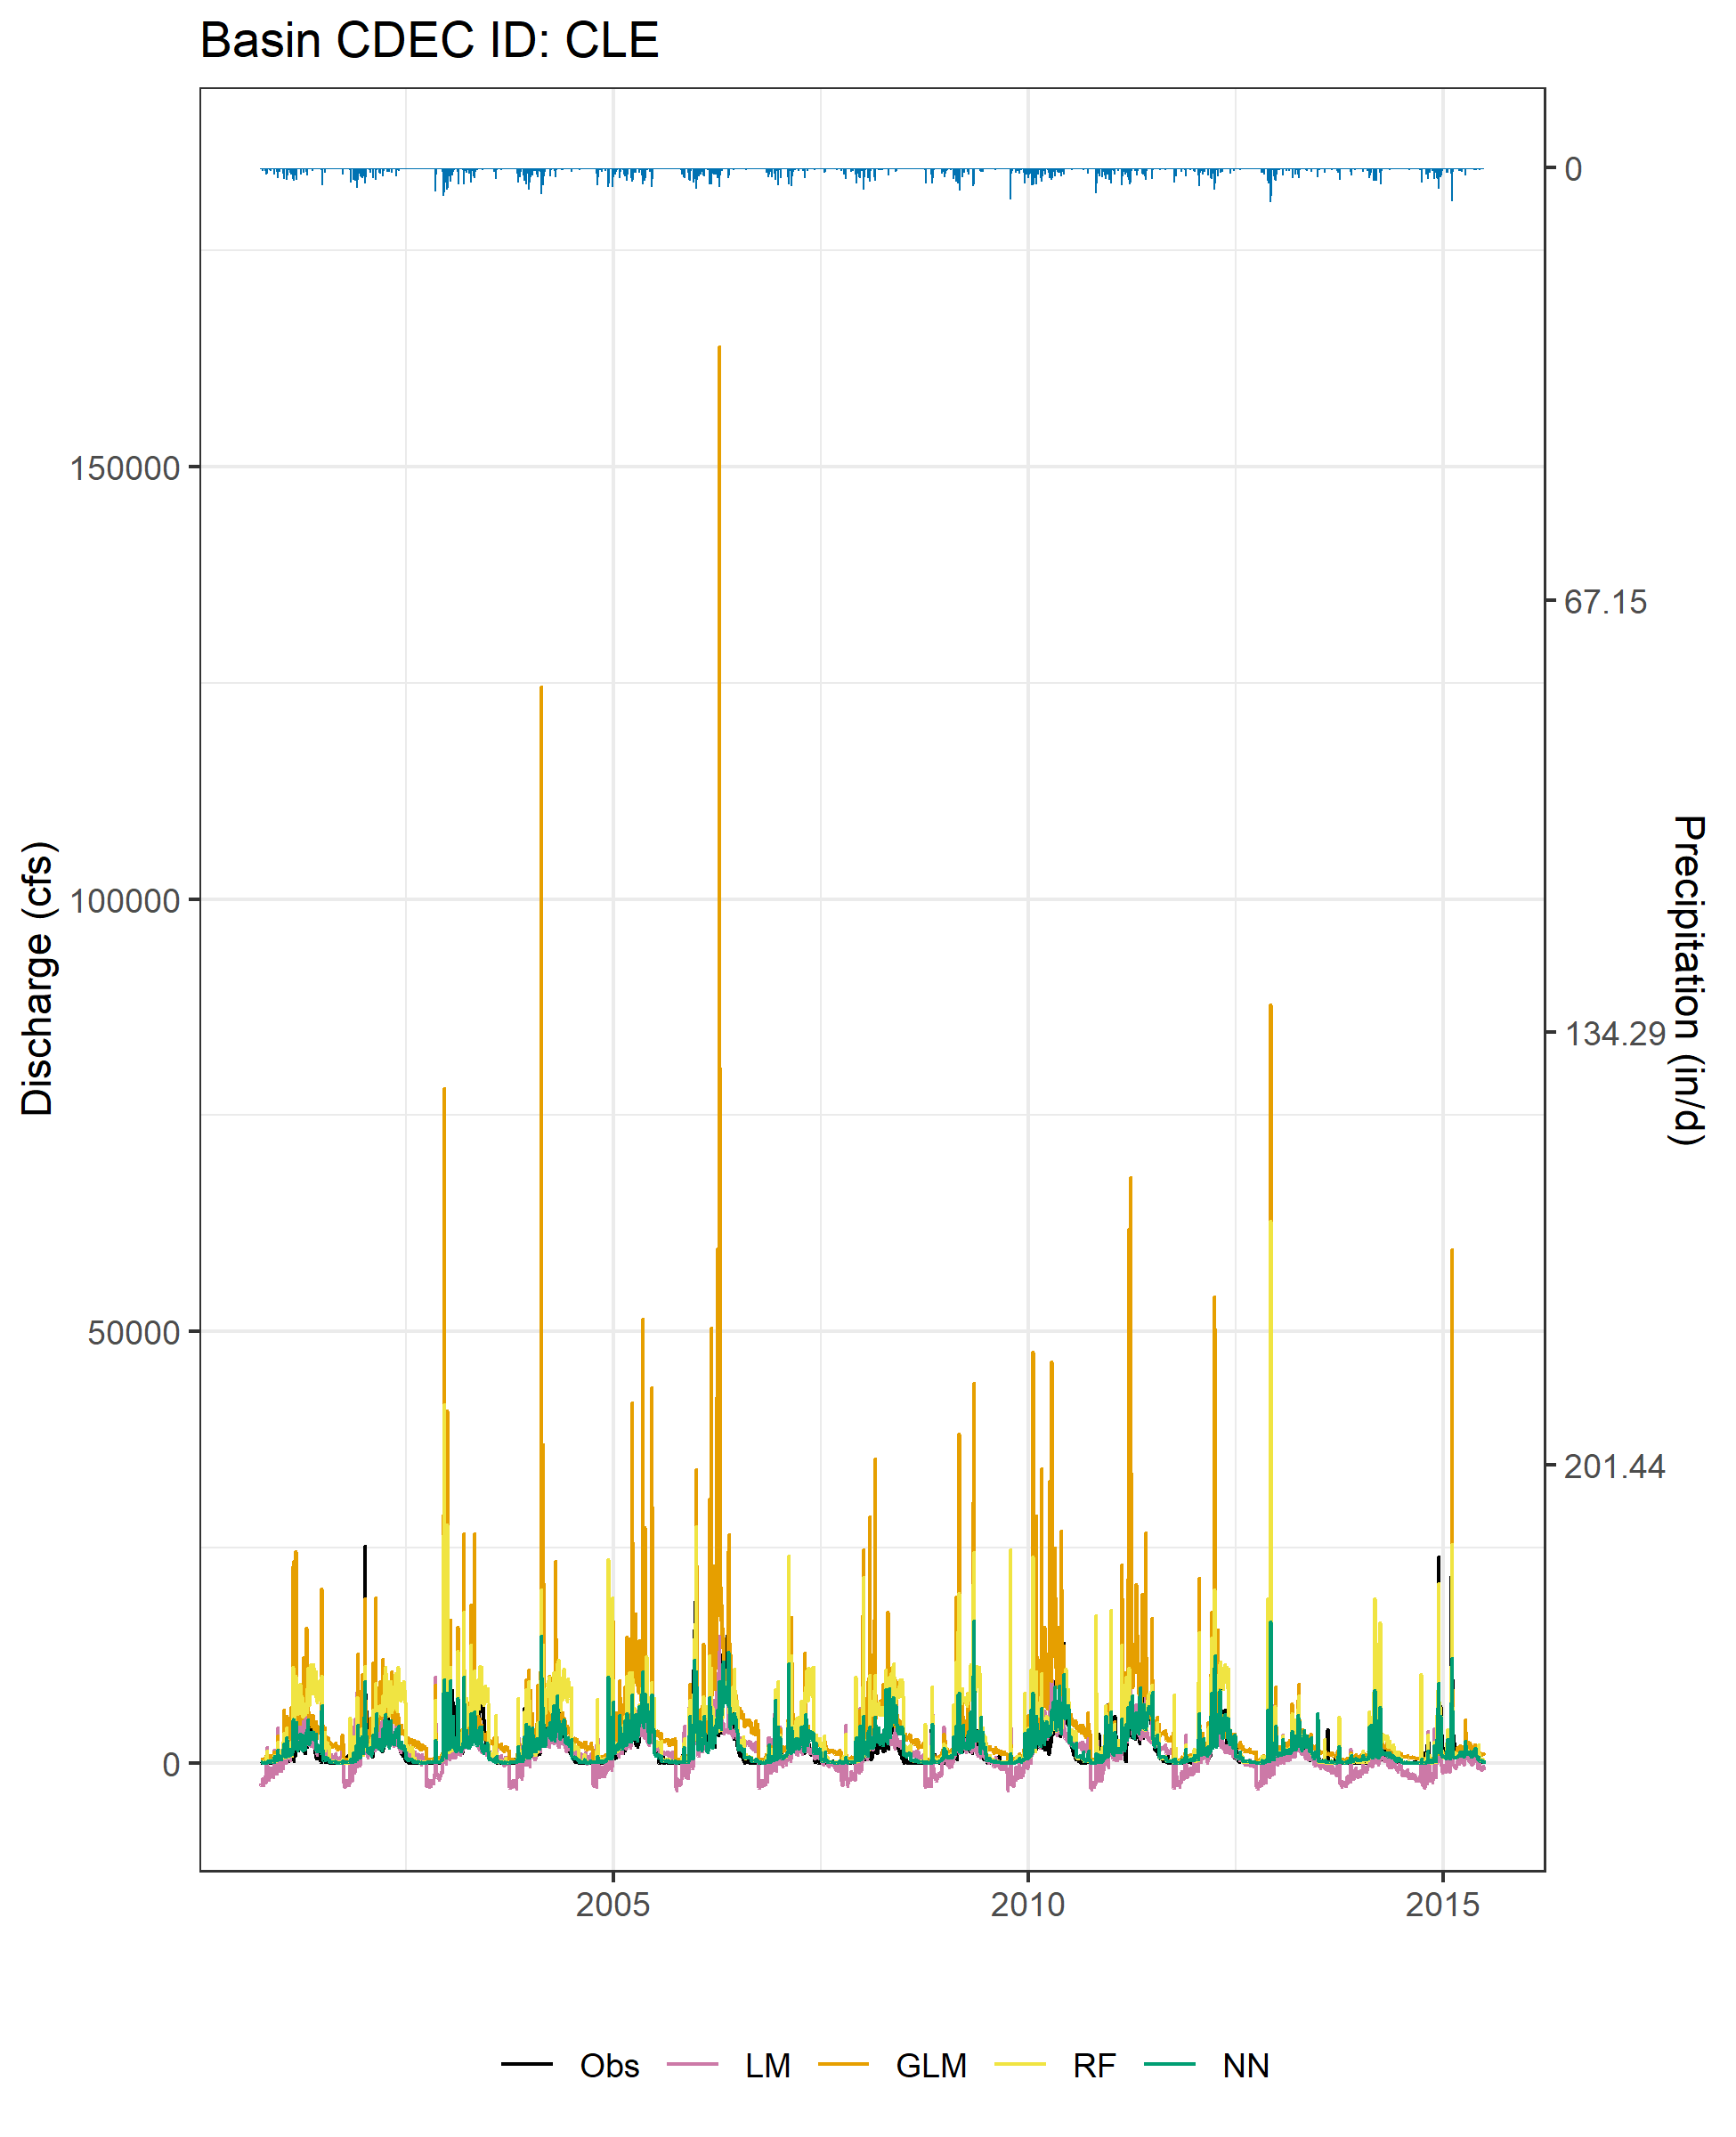 Basin CDEC ID: CLE
0
67.15
134.29
201.44
Precipitation (in/d)
150000
100000
50000
0
Discharge (cfs)
2005 2010 2015
Obs LM GLM RF NN